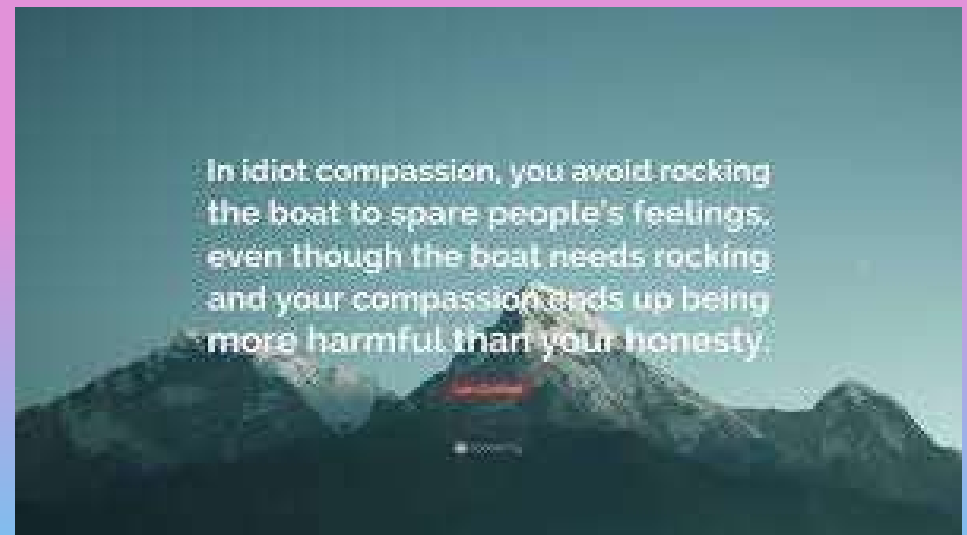 In idiot compassion, you avoid rocking
the boat to spare people's feelings,
even though the boat needs rocking
and your compassion ends up being
more harmful than your honesty.